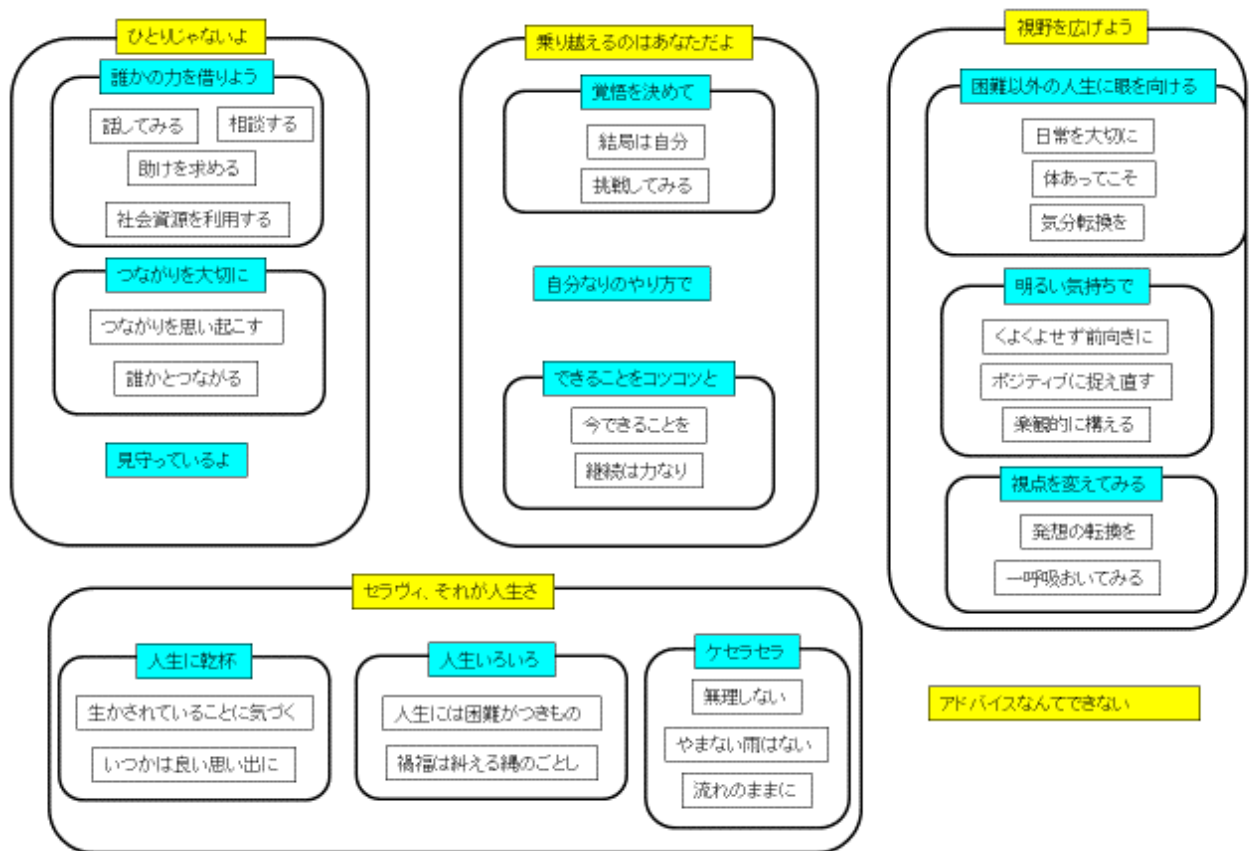 ひとりじゃないよ
誰かの力を借りよう
話してみる
相談する
助けを求める
社会資源を利用する
つながりを大切に
つながりを思い起こす
誰かとつながる
見守っているよ
乗り越えるのはあなただよ
覚悟を決めて
結局は自分
挑戦してみる
自分なりのやり方で
できることをコツコツと
今できることを
継続は力なり
視野を広げよう
困難以外の人生に眼を向ける
日常を大切に
体あってこそ
気分転換を
明るい気持ちで
くよくよせず前向きに
ポジティブに捉え直す
楽観的に構える
視点を変えてみる
発想の転換を
一呼吸おいてみる
セラヴィ、それが人生さ
人生に乾杯
生かされていることに気づく
いつかは良い思い出に
人生いろいろ
人生には困難がつきもの
禍福は糾える縄のごとし
ケセラセラ
無理しない
やまない雨はない
流れのままに
アドバイスなんてできない